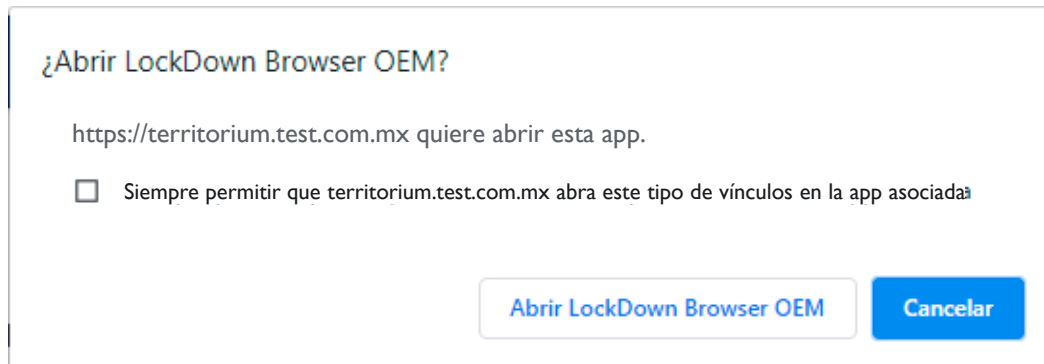 ¿Abrir LockDown Browser OEM?
https://territorium.test.com.mx quiere abrir esta app.
Siempre permitir que territorium.test.com.mx abra este tipo de vínculos en la app asociada
Abrir LockDown Browser OEM
Cancelar